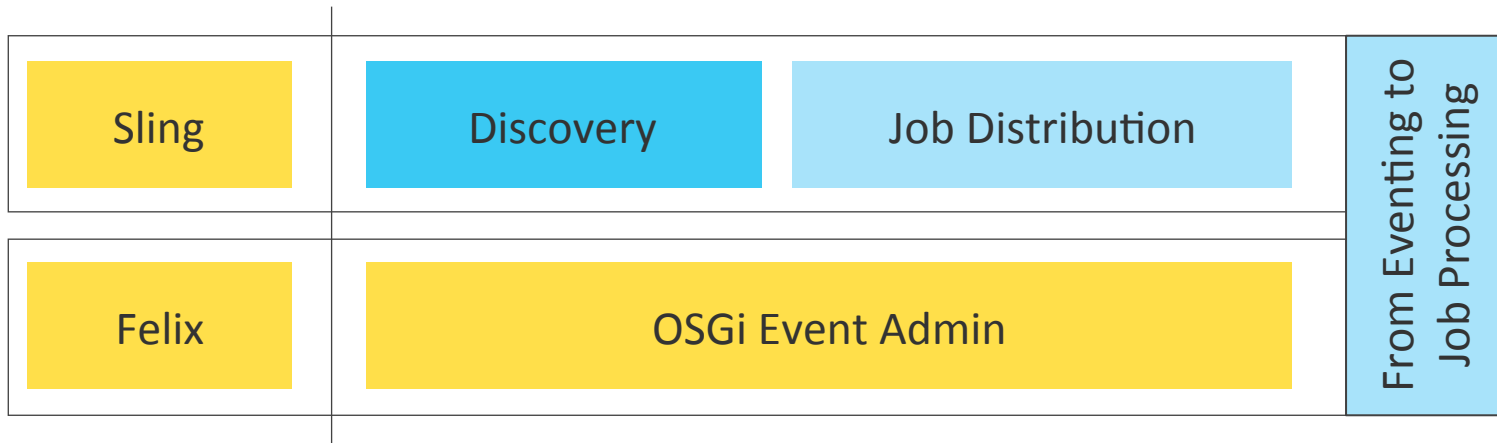 Sling
Discovery
Job Distribution
Felix
OSGi Event Admin
From Eventing to
Job Processing